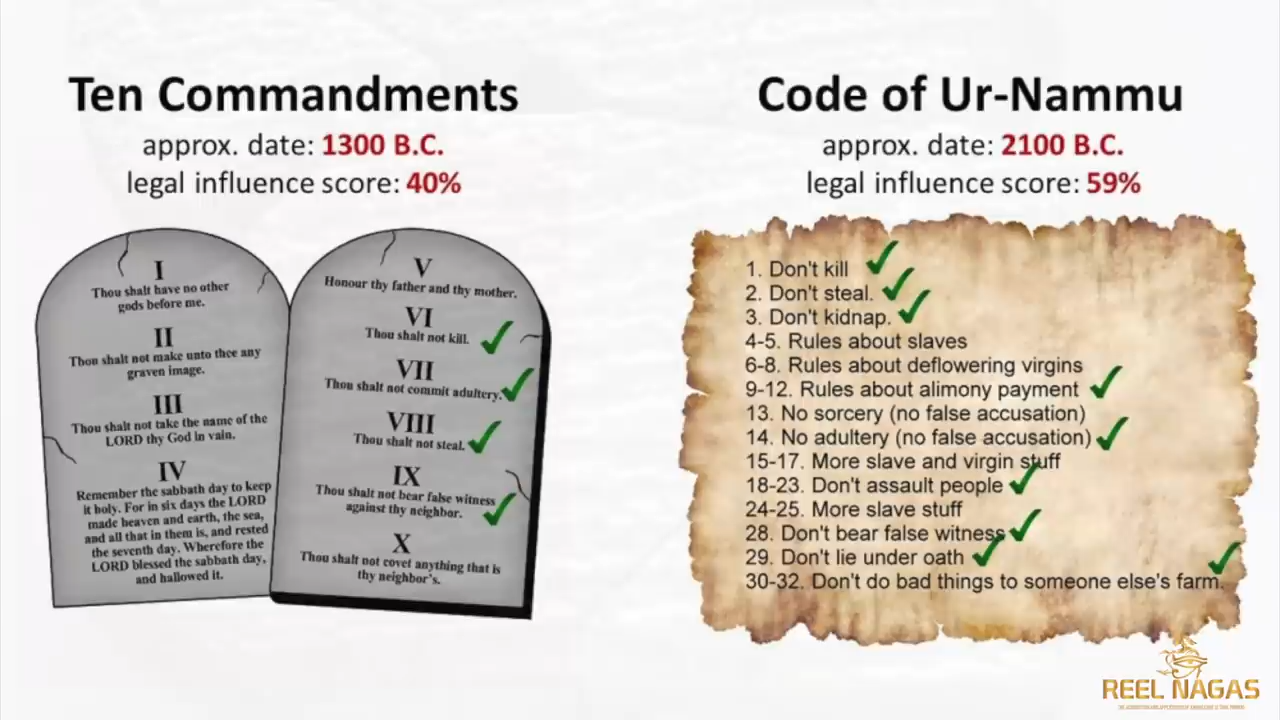 Ten Commandments
approx. date: 1300 B.C.
legal influence score: 40%
I
Thou shalt have no other
gods before me.
II
Thou shalt not make unto thee any
graven image.
III
Thou shalt not take the name of the
LORD thy God in vain.
IV
Remember the sabbath day to keep
it holy. For in six days the LORD
made heaven and earth, the sea,
and all that in them is, and rested
the seventh day. Wherefore the
LORD blessed the sabbath day,
and hallowed it.
V
Honour thy father and thy mother.
VI
Thou shalt not kill.
VII
Thou shalt not commit adultery.
VIII
Thou shalt not steal.
IX
Thou shalt not bear false witness
against thy neighbor.
X
Thou shalt not covet anything that is
thy neighbor's.
Code of Ur-Nammu
approx. date: 2100 B.C.
legal influence score: 59%
1. Don't kill
2. Don't steal.
3. Don't kidnap.
4-5. Rules about slaves
6-8. Rules about deflowering virgins
9-12. Rules about alimony payment
13. No sorcery (no false accusation)
14. No adultery (no false accusation)
15-17. More slave and virgin stuff
18-23. Don't assault people
24-25. More slave stuff
28. Don't bear false witness
29. Don't lie under oath
30-32. Don't do bad things to someone else's farm.
REEL NAGAS